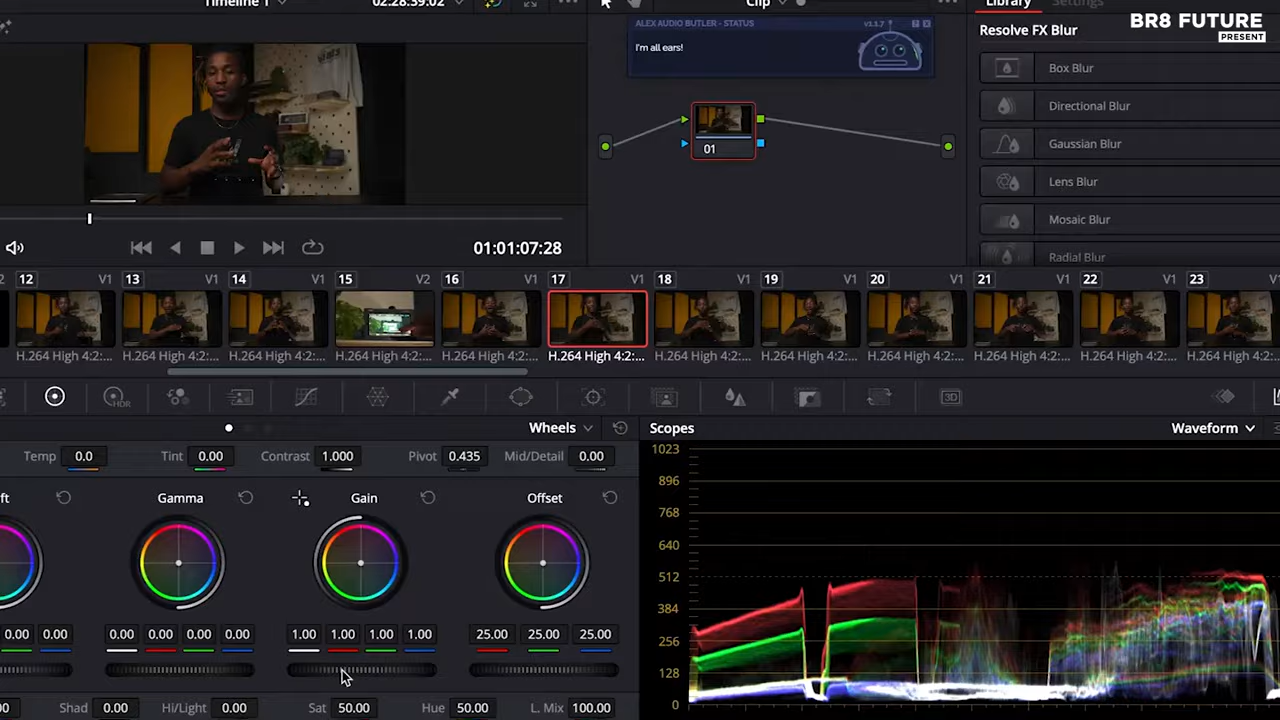 Timeline 1
02:28:39:02
Clip
Library
Settings
BR8 FUTURE
PRESENT
ALEX AUDIO BUTLER - STATUS
v1.1.7
?
I'm all ears!
Resolve FX Blur
Box Blur
Directional Blur
Gaussian Blur
Lens Blur
Mosaic Blur
Radial Blur
01
01:01:07:28
2 12 V1 13 V1 14 V1 15 V2 16 V1 17 V1 18 V1 19 V1 20 V1 21 V1 22 V1 23 V1
H.264 High 4:2:... H.264 High 4:2:... H.264 High 4:2:... H.264 High 4:2:... H.264 High 4:2:... H.264 High 4:2:... H.264 High 4:2:... H.264 High 4:2:... H.264 High 4:2:... H.264 High 4:2:... H.264 High 4:2:... H.264 High 4:2:
HDR
3D
Wheels
Scopes
Waveform
Temp 0.0 Tint 0.00 Contrast 1.000 Pivot 0.435 Mid/Detail 0.00
ft Gamma Gain Offset
0.00 0.00 0.00 0.00 0.00 0.00 1.00 1.00 1.00 1.00 25.00 25.00 25.00
00 Shad 0.00 Hi/Light 0.00 Sat 50.00 Hue 50.00 L. Mix 100.00
1023
896
768
640
512
384
256
128
0